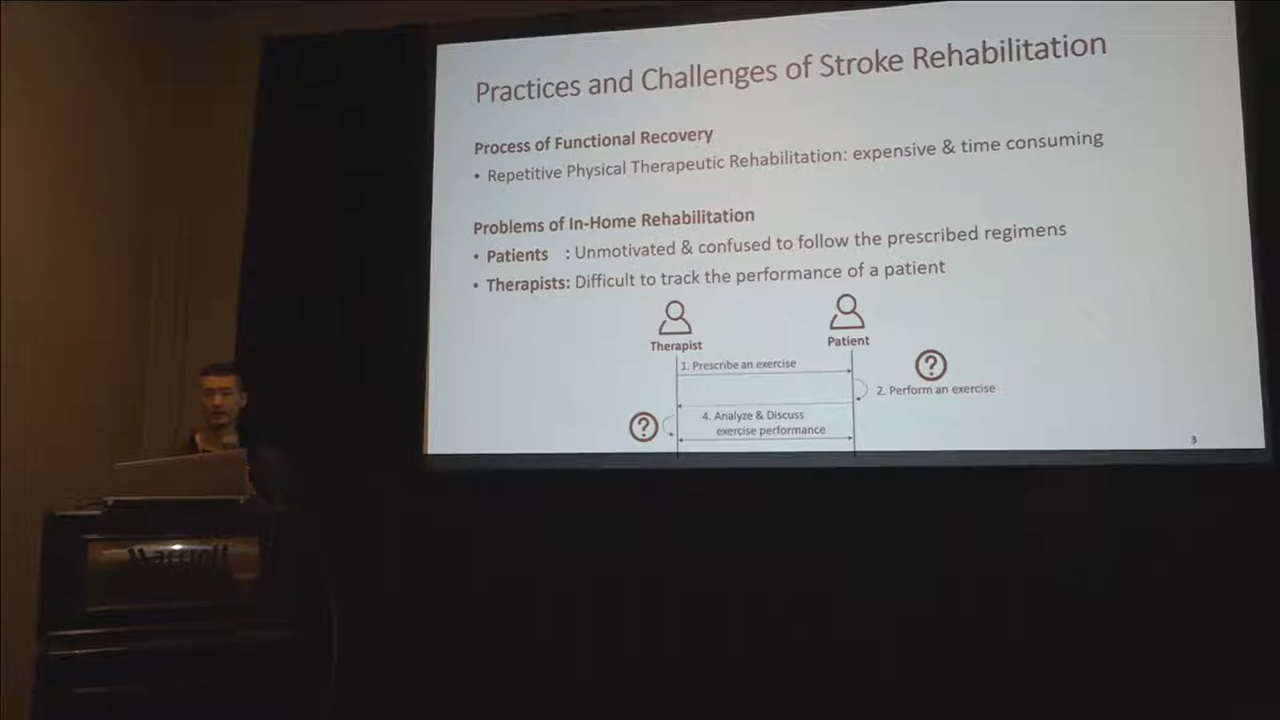 Practices and Challenges of Stroke Rehabilitation
Process of Functional Recovery
• Repetitive Physical Therapeutic Rehabilitation: expensive & time consuming
Problems of In-Home Rehabilitation
• Patients : Unmotivated & confused to follow the prescribed regimens
• Therapists: Difficult to track the performance of a patient
Therapist
Patient
1. Prescribe an exercise
?
2. Perform an exercise
?
4. Analyze & Discuss
exercise performance
3
Marriott